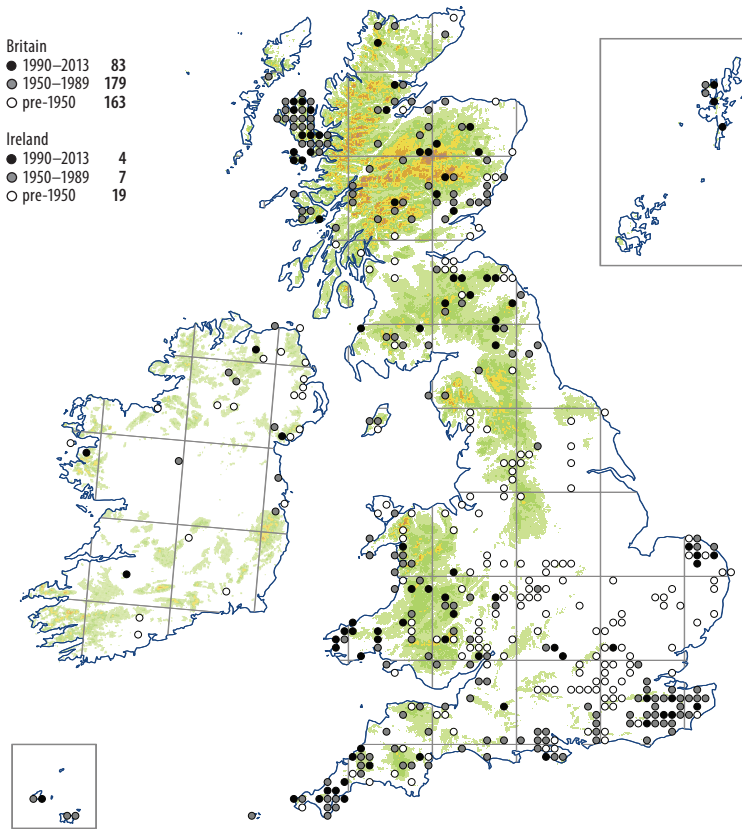 Britain
1990–2013 83
1950–1989 179
pre-1950 163
Ireland
1990–2013 4
1950–1989 7
pre-1950 19